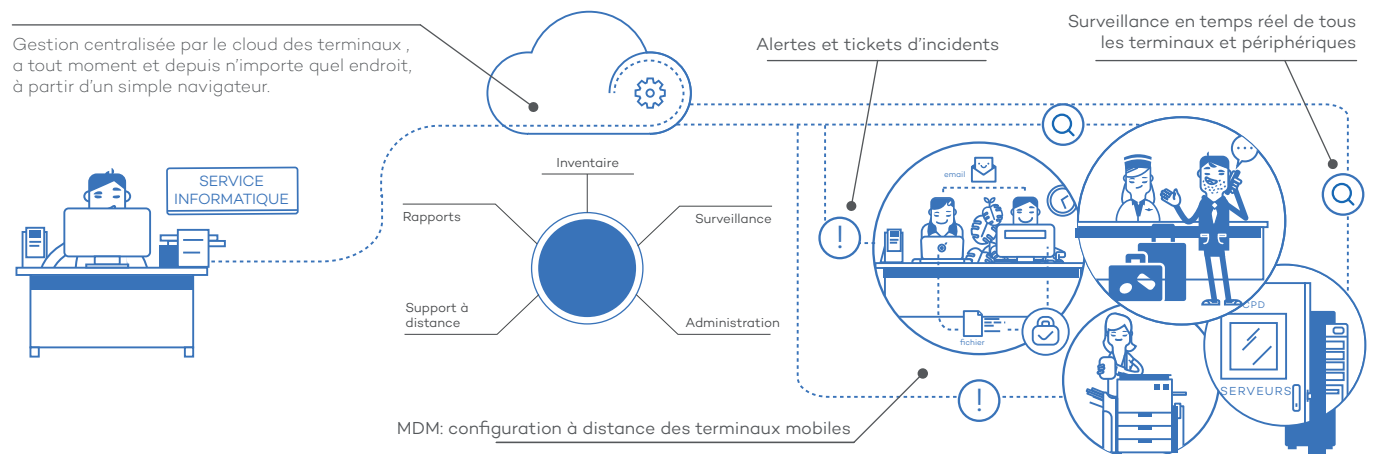 Gestion centralisée par le cloud des terminaux ,
a tout moment et depuis n’importe quel endroit,
à partir d’un simple navigateur.
Alertes et tickets d’incidents
Surveillance en temps réel de tous
les terminaux et périphériques
SERVICE
INFORMATIQUE
Inventaire
Rapports
Surveillance
Support à
distance
Administration
email
fichier
CPD
SERVEURS
MDM: configuration à distance des terminaux mobiles